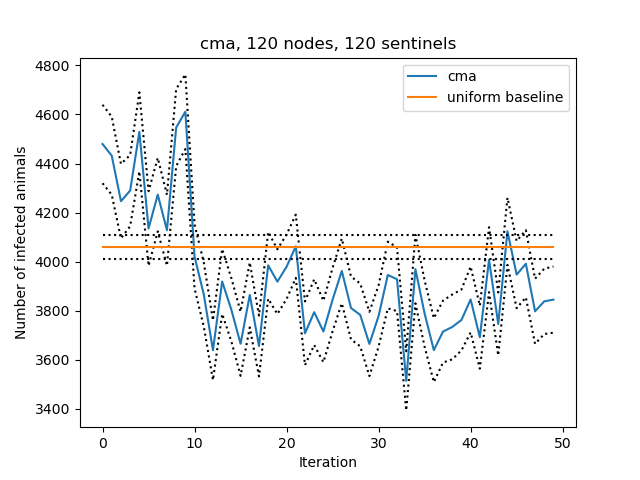 cma, 120 nodes, 120 sentinels
cma
uniform baseline
4800
4600
4400
4200
4000
3800
3600
3400
Number of infected animals
0
10
20
30
40
50
Iteration